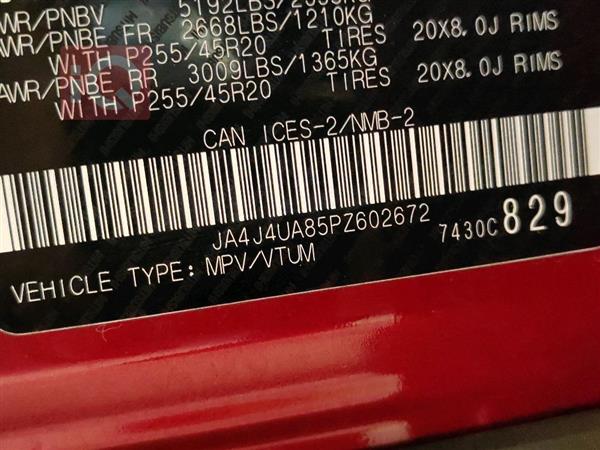 WR/PNBV 5192LBS/
WR/PNBE FR 2668LBS/1210KG
WITH P255/45R20 TIRES 20X8.0J RIMS
AWR/PNBE RR 3009LBS/1365KG
WITH P255/45R20 TIRES 20X8.0J RIMS
CAN ICES-2/NMB-2
JA4J4UA85PZ602672 7430C 829
VEHICLE TYPE: MPV/VTUM